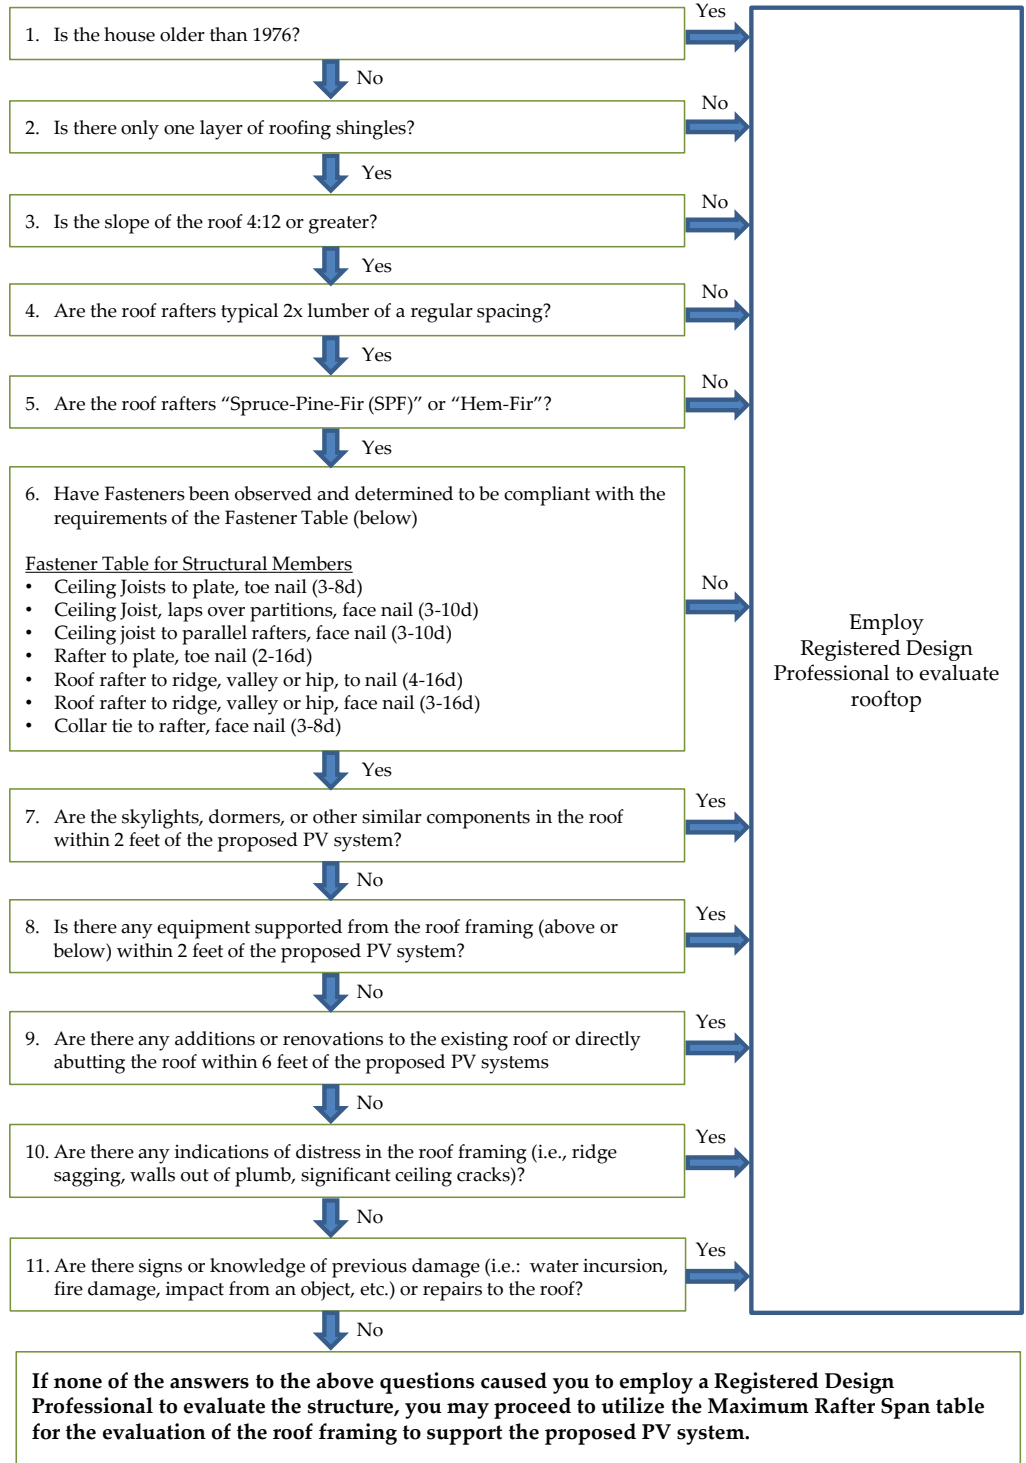 Yes
1. Is the house older than 1976?
No
No
2. Is there only one layer of roofing shingles?
Yes
No
3. Is the slope of the roof 4:12 or greater?
Yes
No
4. Are the roof rafters typical 2x lumber of a regular spacing?
Yes
No
5. Are the roof rafters “Spruce-Pine-Fir (SPF)” or “Hem-Fir”?
Yes
6. Have Fasteners been observed and determined to be compliant with the
requirements of the Fastener Table (below)
Fastener Table for Structural Members
• Ceiling Joists to plate, toe nail (3-8d)
• Ceiling Joist, laps over partitions, face nail (3-10d)
• Ceiling joist to parallel rafters, face nail (3-10d)
• Rafter to plate, toe nail (2-16d)
• Roof rafter to ridge, valley or hip, to nail (4-16d)
• Roof rafter to ridge, valley or hip, face nail (3-16d)
• Collar tie to rafter, face nail (3-8d)
No
Employ
Registered Design
Professional to evaluate
rooftop
Yes
Yes
7. Are the skylights, dormers, or other similar components in the roof
within 2 feet of the proposed PV system?
No
Yes
8. Is there any equipment supported from the roof framing (above or
below) within 2 feet of the proposed PV system?
No
Yes
9. Are there any additions or renovations to the existing roof or directly
abutting the roof within 6 feet of the proposed PV systems
No
Yes
10. Are there any indications of distress in the roof framing (i.e., ridge
sagging, walls out of plumb, significant ceiling cracks)?
No
Yes
11. Are there signs or knowledge of previous damage (i.e.: water incursion,
fire damage, impact from an object, etc.) or repairs to the roof?
No
If none of the answers to the above questions caused you to employ a Registered Design
Professional to evaluate the structure, you may proceed to utilize the Maximum Rafter Span table
for the evaluation of the roof framing to support the proposed PV system.